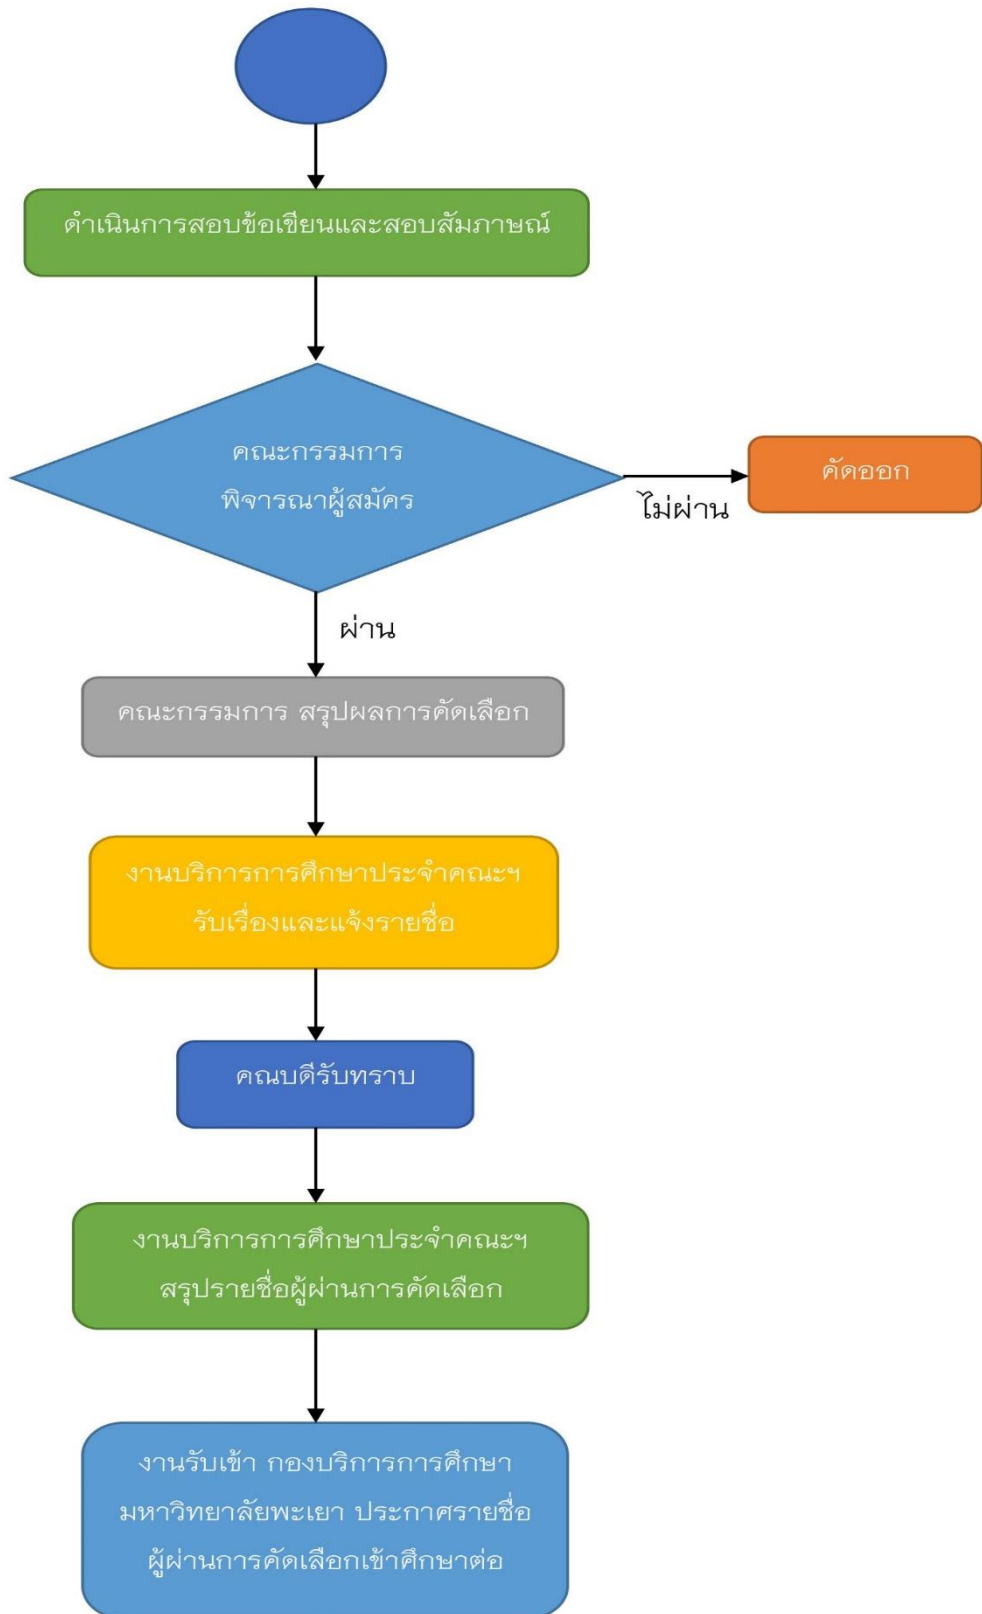 ดำเนินการสอบข้อเขียนและสอบสัมภาษณ์
คณะกรรมการ
พิจารณาผู้สมัคร
คัดออก
ไม่ผ่าน
ผ่าน
คณะกรรมการ สรุปผลการคัดเลือก
งานบริการการศึกษาประจำคณะฯ
รับเรื่องและแจ้งรายชื่อ
คณบดีรับทราบ
งานบริการการศึกษาประจำคณะฯ
สรุปรายชื่อผู้ผ่านการคัดเลือก
งานรับเข้า กองบริการการศึกษา
มหาวิทยาลัยพะเยา ประกาศรายชื่อ
ผู้ผ่านการคัดเลือกเข้าศึกษาต่อ